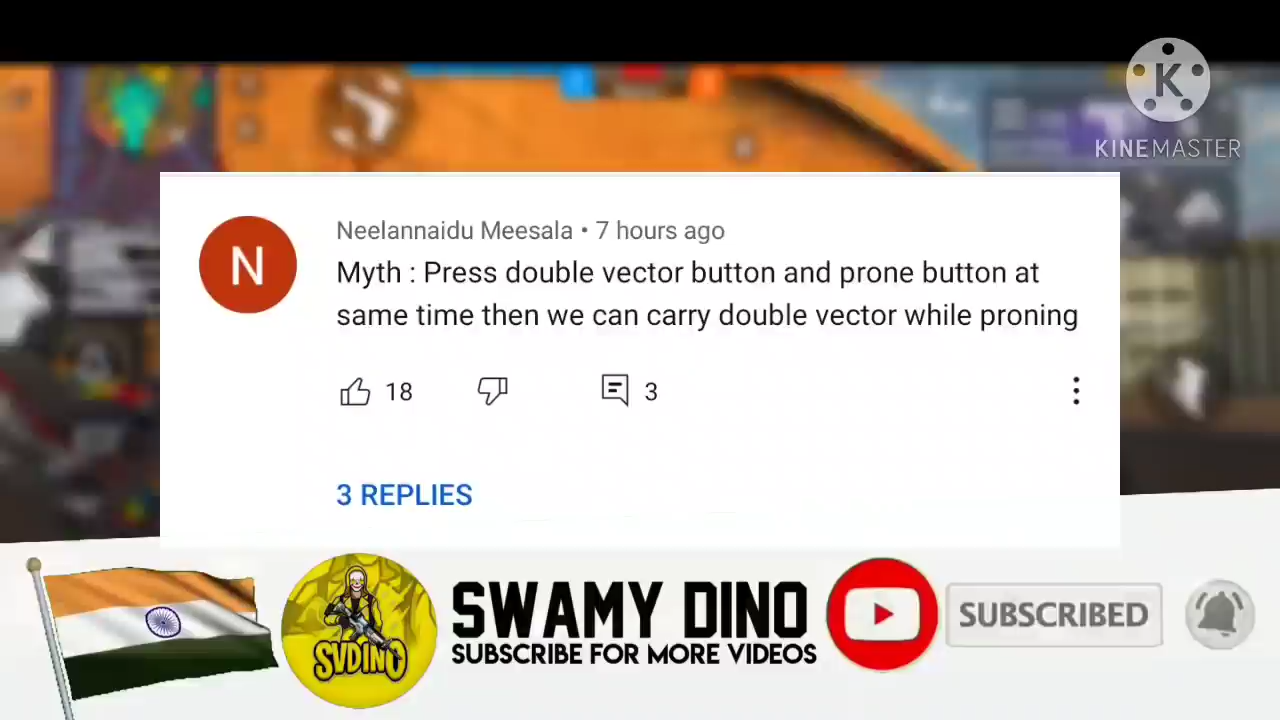 K
KINEMASTER
N
Neelannaidu Meesala • 7 hours ago
Myth : Press double vector button and prone button at
same time then we can carry double vector while proning
18
3
3 REPLIES
SVDINO
SWAMY DINO
SUBSCRIBE FOR MORE VIDEOS
SUBSCRIBED